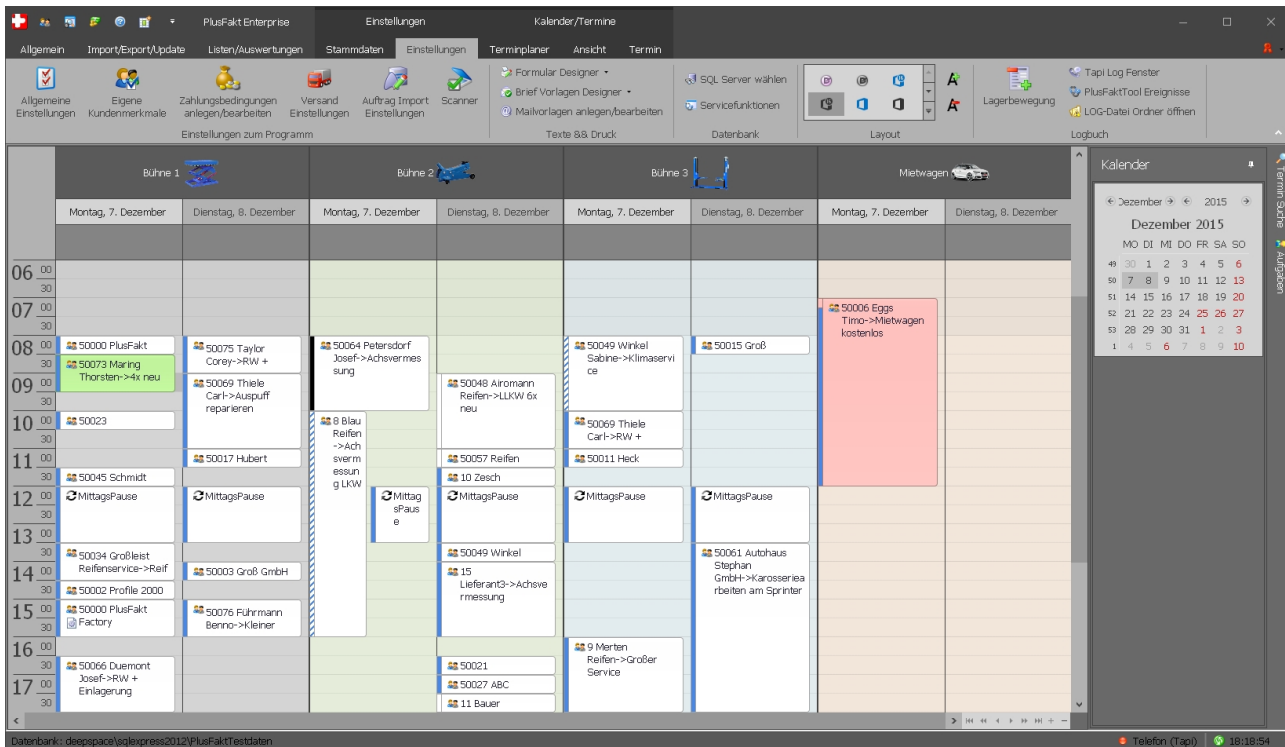 PlusFakt Enterprise
Einstellungen
Kalender/Termine
Allgemein
Import/Export/Update
Listen/Auswertungen
Stammdaten
Einstellungen
Terminplaner
Ansicht
Termin
Allgemeine
Einstellungen
Eigene
Kundenmerkmale
Zahlungsbedingungen
anlegen/bearbeiten
Versand
Einstellungen
Auftrag Import
Einstellungen
Scanner
Einstellungen zum Programm
Formular Designer
Brief Vorlagen Designer
Mailvorlagen anlegen/bearbeiten
Texte && Druck
SQL Server wählen
Servicefunktionen
Datenbank
A
A
Layout
Lagerbewegung
Tapi Log Fenster
PlusFaktTool Ereignisse
LOG-Datei Ordner öffnen
Logbuch
Bühne 1
Bühne 2
Bühne 3
Mietwagen
Montag, 7. Dezember
Dienstag, 8. Dezember
Montag, 7. Dezember
Dienstag, 8. Dezember
Montag, 7. Dezember
Dienstag, 8. Dezember
Montag, 7. Dezember
Dienstag, 8. Dezember
06 00
30
07 00
30
08 00
30
09 00
30
10 00
30
11 00
30
12 00
30
13 00
30
14 00
30
15 00
30
16 00
30
17 00
30
50000 PlusFakt
50073 Maring
Thorsten->4x neu
50023
50045 Schmidt
MittagsPause
50034 Großleist
Reifenservice->Reif
50002 Profile 2000
50000 PlusFakt
Factory
50066 Duemont
Josef->RW +
Einlagerung
50075 Taylor
Corey->RW +
50069 Thiele
Carl->Auspuff
reparieren
50017 Hubert
MittagsPause
50003 Groß GmbH
50076 Führmann
Benno->Kleiner
50064 Petersdorf
Josef->Achsvermes
sung
8 Blau
Reifen
->Ach
sverm
essun
g LKW
Mittag
sPaus
e
50048 Airomann
Reifen->LLKW 6x
neu
50057 Reifen
10 Zesch
MittagsPause
50049 Winkel
15
Lieferant3->Achsve
rmessung
50021
50027 ABC
11 Bauer
50049 Winkel
Sabine->Klimaservi
ce
50069 Thiele
Carl->RW +
50011 Heck
MittagsPause
9 Merten
Reifen->Großer
Service
50015 Groß
MittagsPause
50061 Autohaus
Stephan
GmbH->Karosseriea
rbeiten am Sprinter
50006 Eggs
Timo->Mietwagen
kostenlos
Kalender
Dezember 2015
Dezember 2015
MO DI MI DO FR SA SO
49 30 1 2 3 4 5 6
50 7 8 9 10 11 12 13
51 14 15 16 17 18 19 20
52 21 22 23 24 25 26 27
53 28 29 30 31 1 2 3
1 4 5 6 7 8 9 10
Termin Suche
Aufgaben
Datenbank: deepspace\sqlexpress2012\PlusFaktTestdaten
Telefon (Tapi)
18:18:54